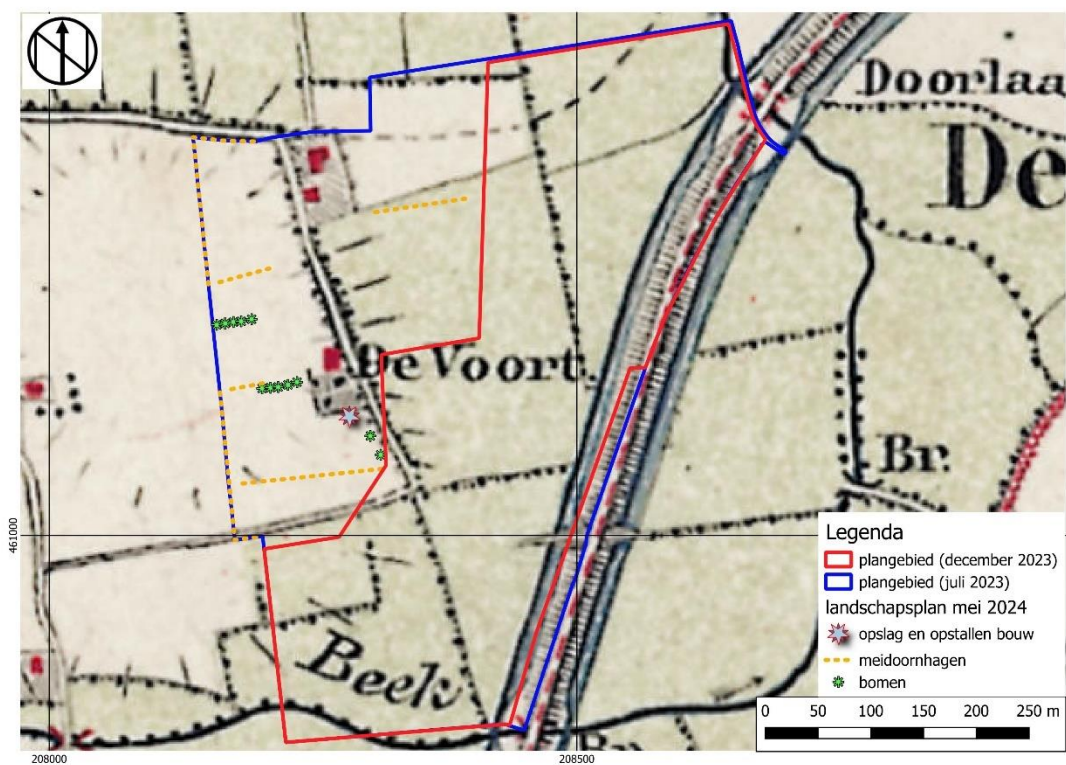 Doorlaa
De
De Voort.
Br.
Beek
461000
208000
208500
Legenda
plangebied (december 2023)
plangebied (juli 2023)
landschapsplan mei 2024
opslag en opstallen bouw
meidoornhagen
bomen
0 50 100 150 200 250 m